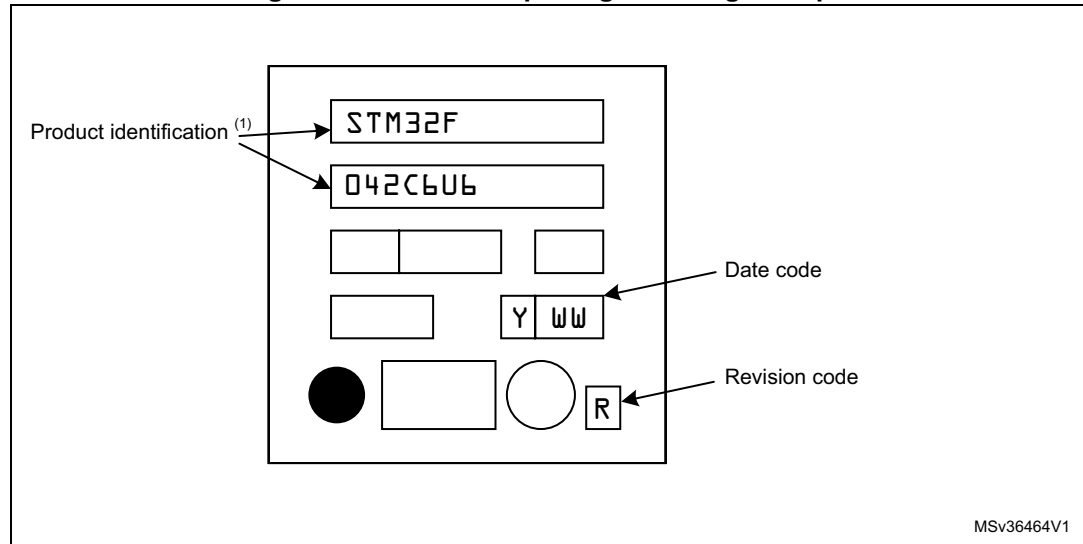 Product identification (1)
STM32F
042C6U6
Date code
Y WW
Revision code
R
MSv36464V1